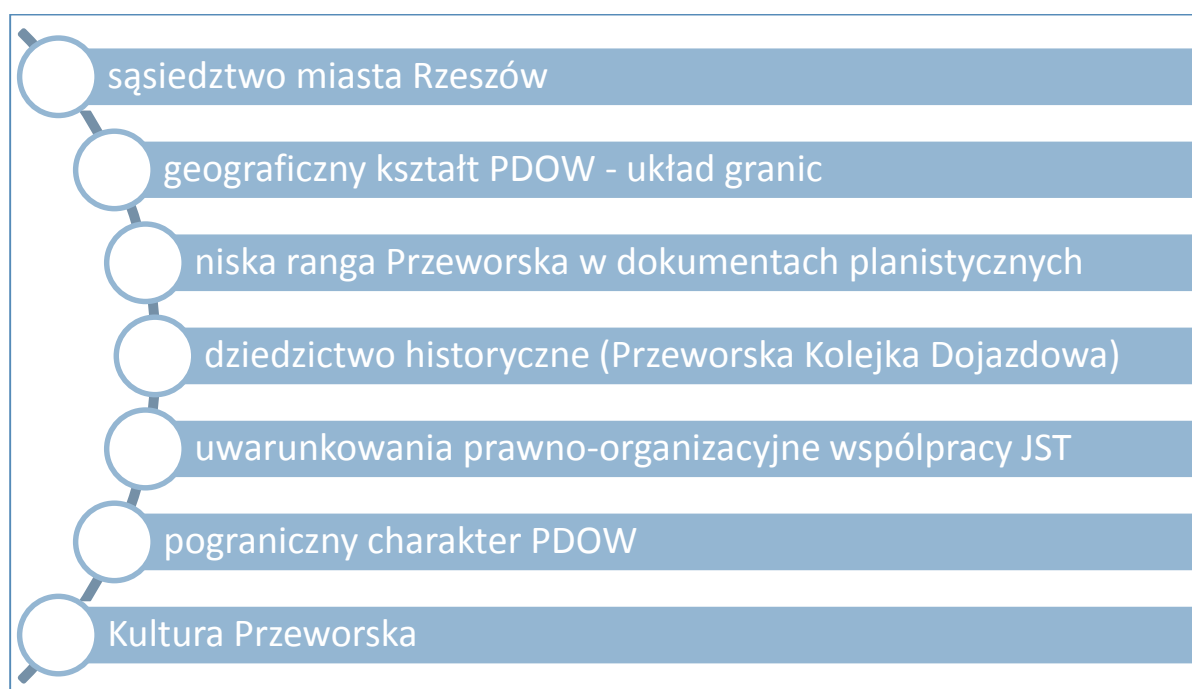 sąsiedztwo miasta Rzeszów
geograficzny kształt PDOW - układ granic
niska ranga Przeworska w dokumentach planistycznych
dziedzictwo historyczne (Przeworska Kolejka Dojazdowa)
uwarunkowania prawno-organizacyjne wspólpracy JST
pograniczny charakter PDOW
Kultura Przeworska